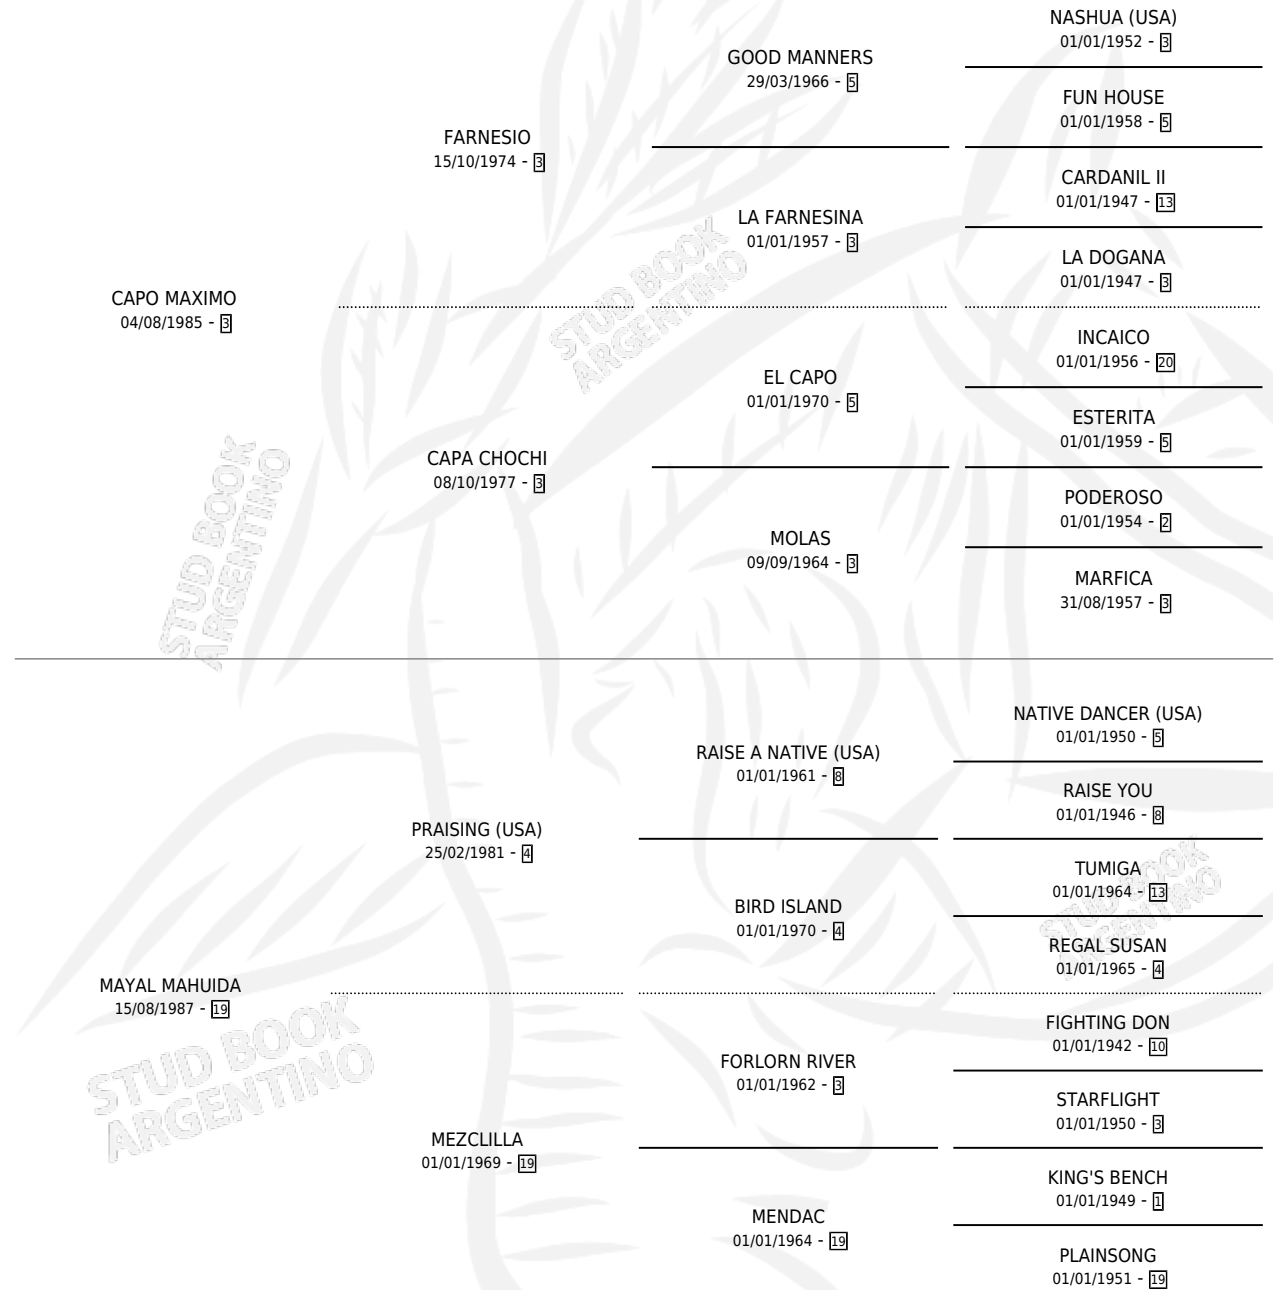 NASHUA (USA)
01/01/1952 - 3
GOOD MANNERS
29/03/1966 - 5
FUN HOUSE
01/01/1958 - 5
FARNESIO
15/10/1974 - 3
CARDANIL II
01/01/1947 - 13
LA FARNESINA
01/01/1957 - 3
LA DOGANA
01/01/1947 - 3
CAPO MAXIMO
04/08/1985 - 3
INCAICO
01/01/1956 - 20
EL CAPO
01/01/1970 - 5
ESTERITA
01/01/1959 - 5
CAPA CHOCHI
08/10/1977 - 3
PODEROSO
01/01/1954 - 2
MOLAS
09/09/1964 - 3
MARFICA
31/08/1957 - 3
STUD BOOK
ARGENTINO
STUD BOOK
ARGENTINO
NATIVE DANCER (USA)
01/01/1950 - 5
RAISE A NATIVE (USA)
01/01/1961 - 8
RAISE YOU
01/01/1946 - 8
PRAISING (USA)
25/02/1981 - 4
TUMIGA
01/01/1964 - 13
BIRD ISLAND
01/01/1970 - 4
REGAL SUSAN
01/01/1965 - 4
MAYAL MAHUIDA
15/08/1987 - 19
FIGHTING DON
01/01/1942 - 10
FORLORN RIVER
01/01/1962 - 3
STARFLIGHT
01/01/1950 - 3
MEZCLILLA
01/01/1969 - 19
KING'S BENCH
01/01/1949 - 1
MENDAC
01/01/1964 - 19
PLAINSONG
01/01/1951 - 19
STUD BOOK
ARGENTINO
STUD BOOK
ARGENTINO